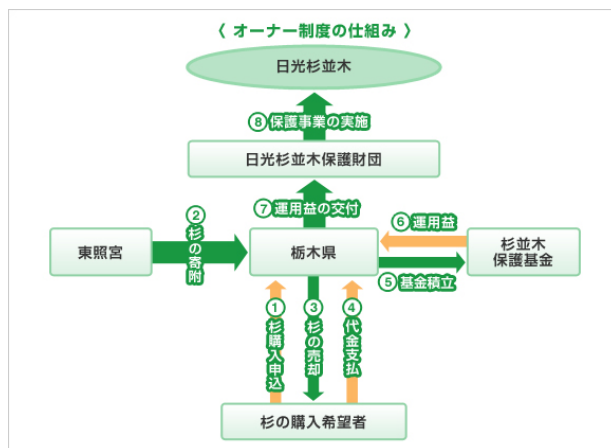 〈 オーナー制度の仕組み 〉
日光杉並木
⑧保護事業の実施
日光杉並木保護財団
⑦運用益の交付
②杉の寄附
⑥運用益
東照宮
栃木県
杉並木
保護基金
⑤基金積立
①杉購入申込
③杉の売却
④代金支払
杉の購入希望者